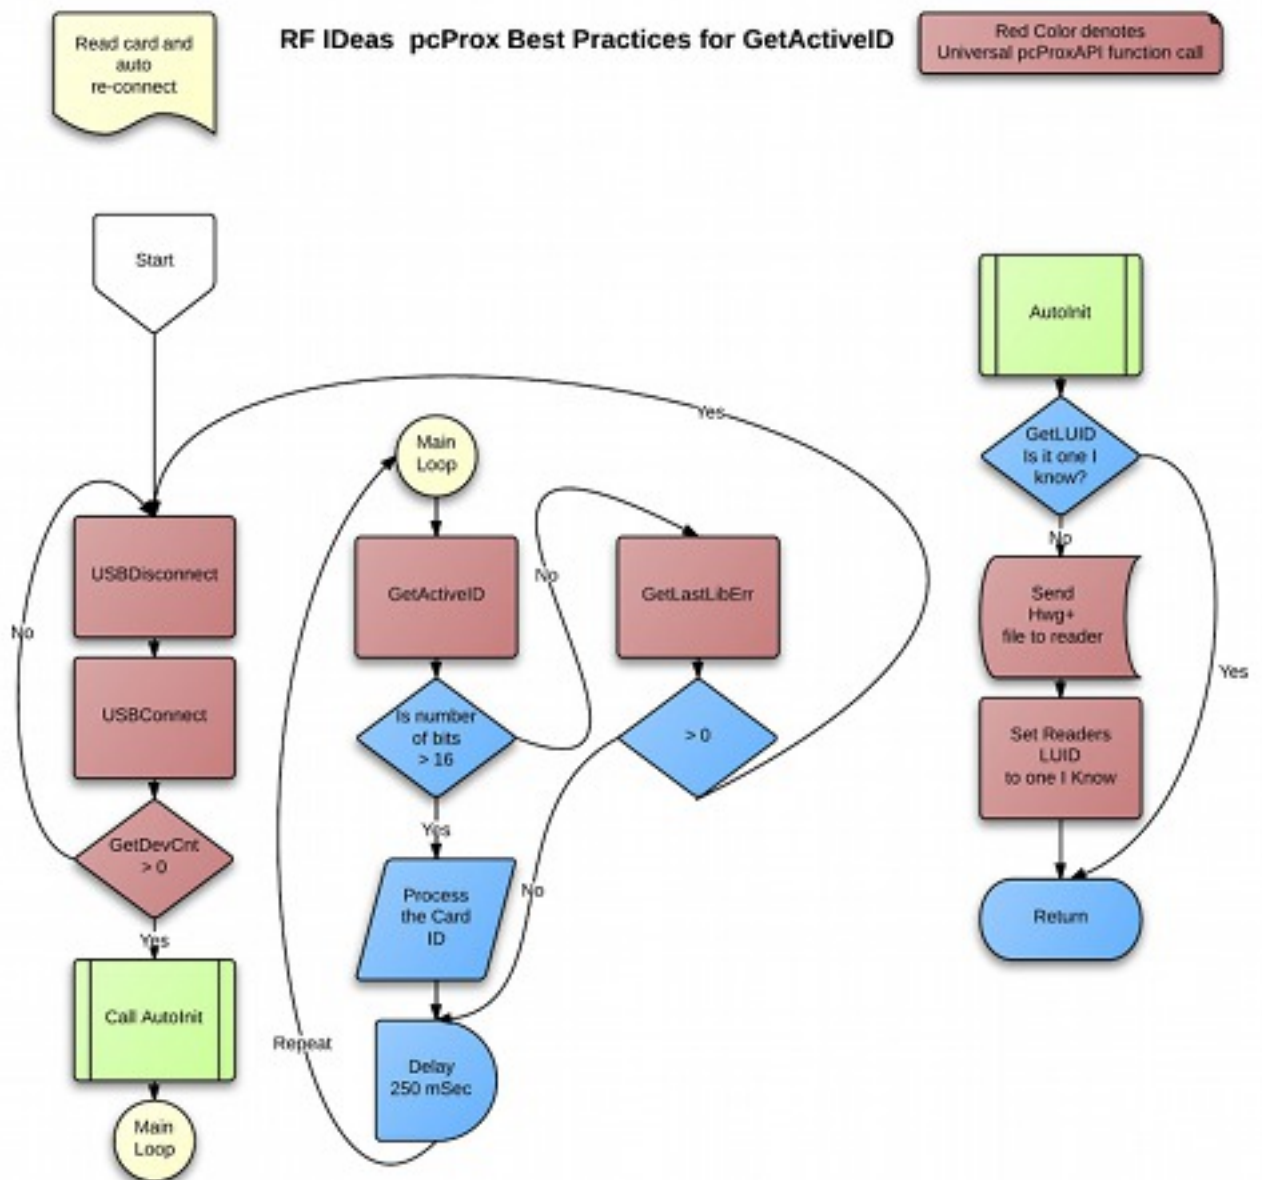 Read card and
auto
re-connect
RF IDeas  pcProx Best Practices for GetActiveID
Red Color denotes
Universal pcProxAPI function call
Start
USBDisconnect
No
USBConnect
GetDevCnt
> 0
Yes
Call AutoInit
Main
Loop
Main
Loop
GetActiveID
Is number
of bits
> 16
No
Yes
Process
the Card
ID
Delay
250 mSec
Repeat
GetLastLibErr
> 0
Yes
No
AutoInit
GetLUID
Is it one I
know?
No
Yes
Send
Hwg+
file to reader
Set Readers
LUID
to one I Know
Return